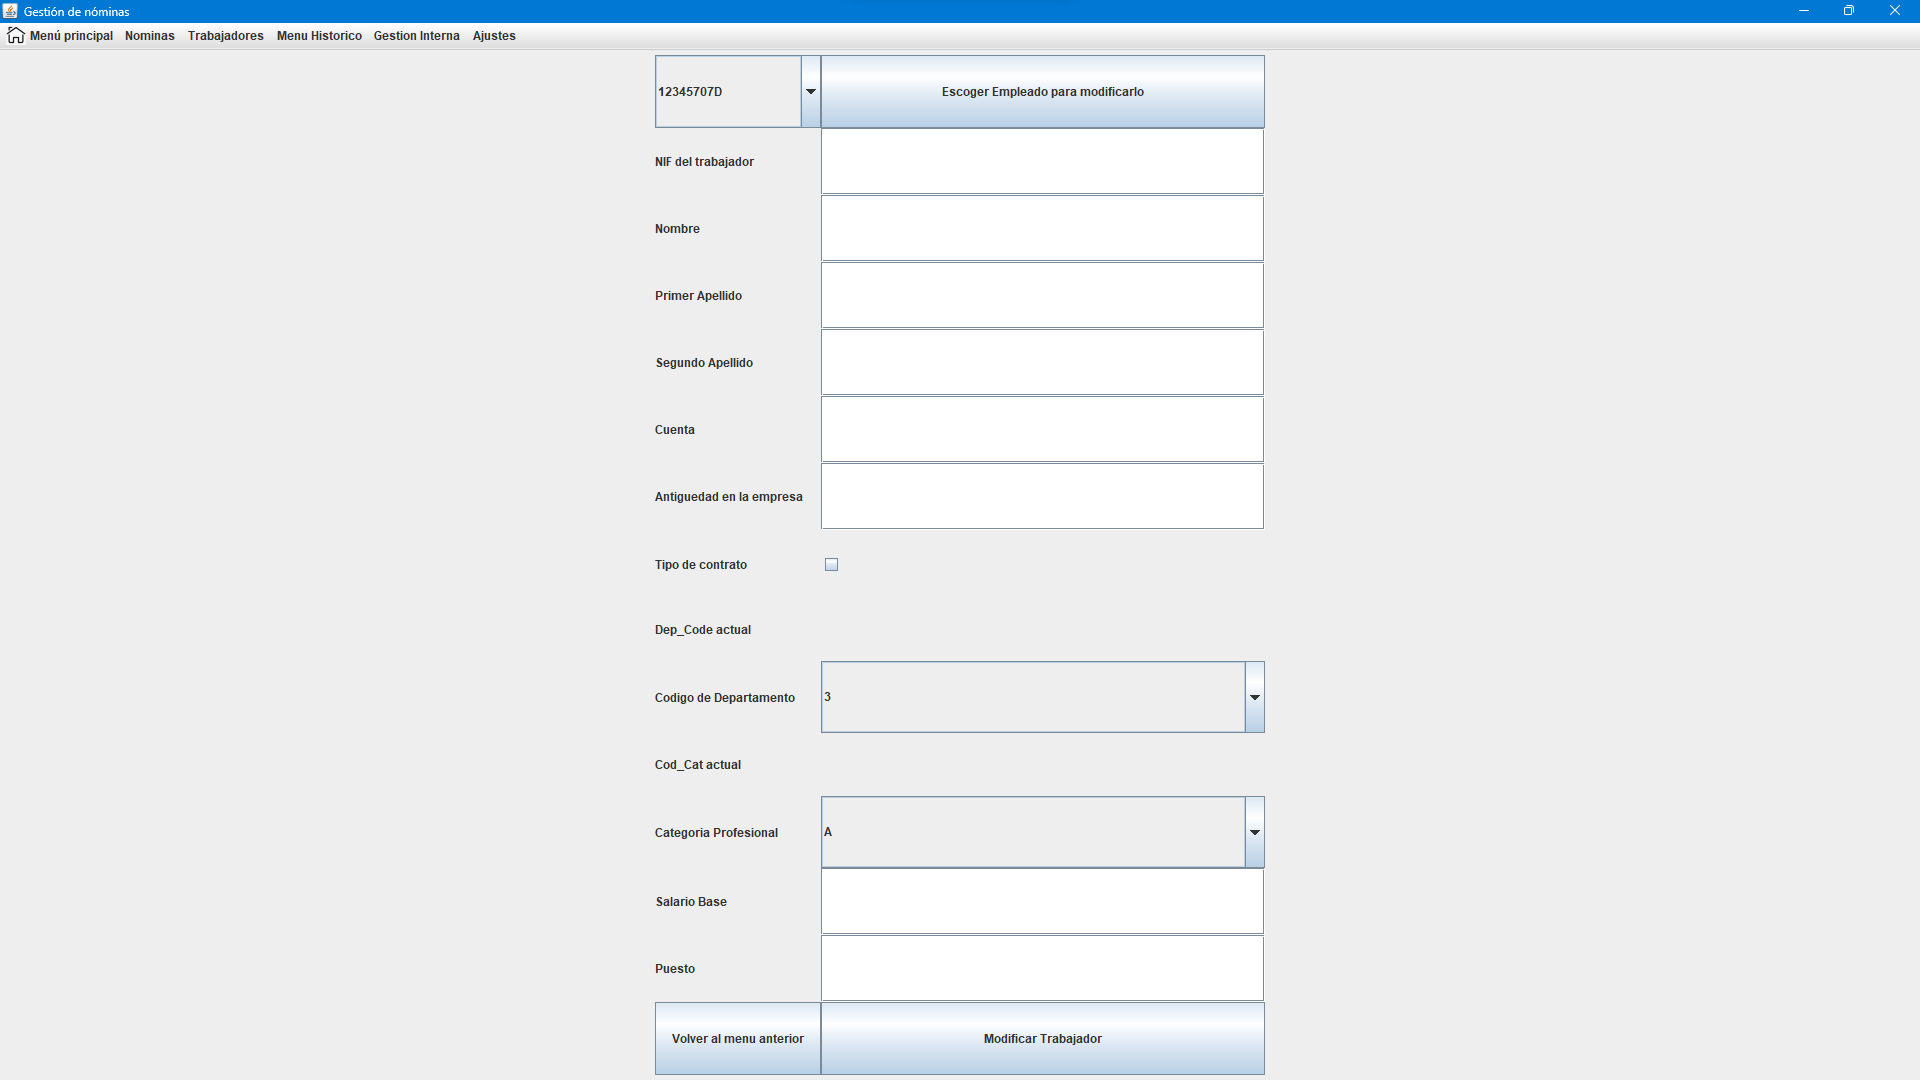 Gestión de nóminas
Menú principal Nominas Trabajadores Menu Historico Gestion Interna Ajustes
12345707D Escoger Empleado para modificarlo
NIF del trabajador
Nombre
Primer Apellido
Segundo Apellido
Cuenta
Antiguedad en la empresa
Tipo de contrato
Dep_Code actual
Codigo de Departamento 3
Cod_Cat actual
Categoria Profesional A
Salario Base
Puesto
Volver al menu anterior Modificar Trabajador